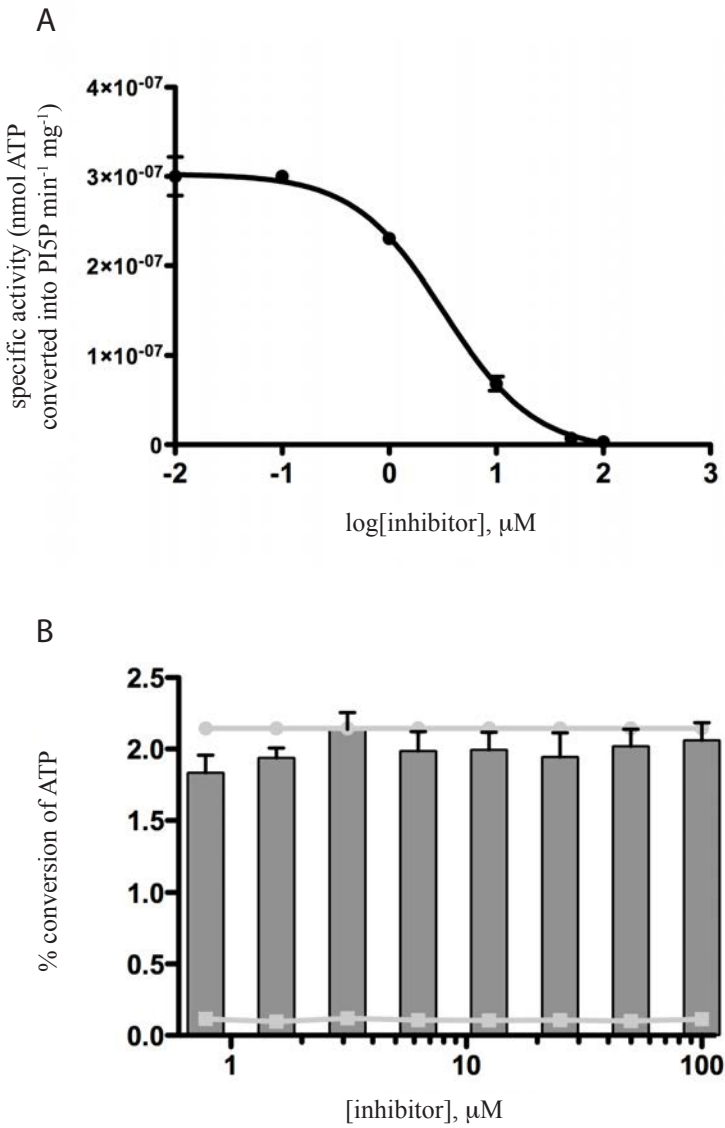 A
specific activity (nmol ATP
converted into PI5P min⁻¹ mg⁻¹)
4×10⁻⁰⁷
3×10⁻⁰⁷
2×10⁻⁰⁷
1×10⁻⁰⁷
0
-2 -1 0 1 2 3
log[inhibitor], μM
B
% conversion of ATP
2.5
2.0
1.5
1.0
0.5
0.0
1 10 100
[inhibitor], μM